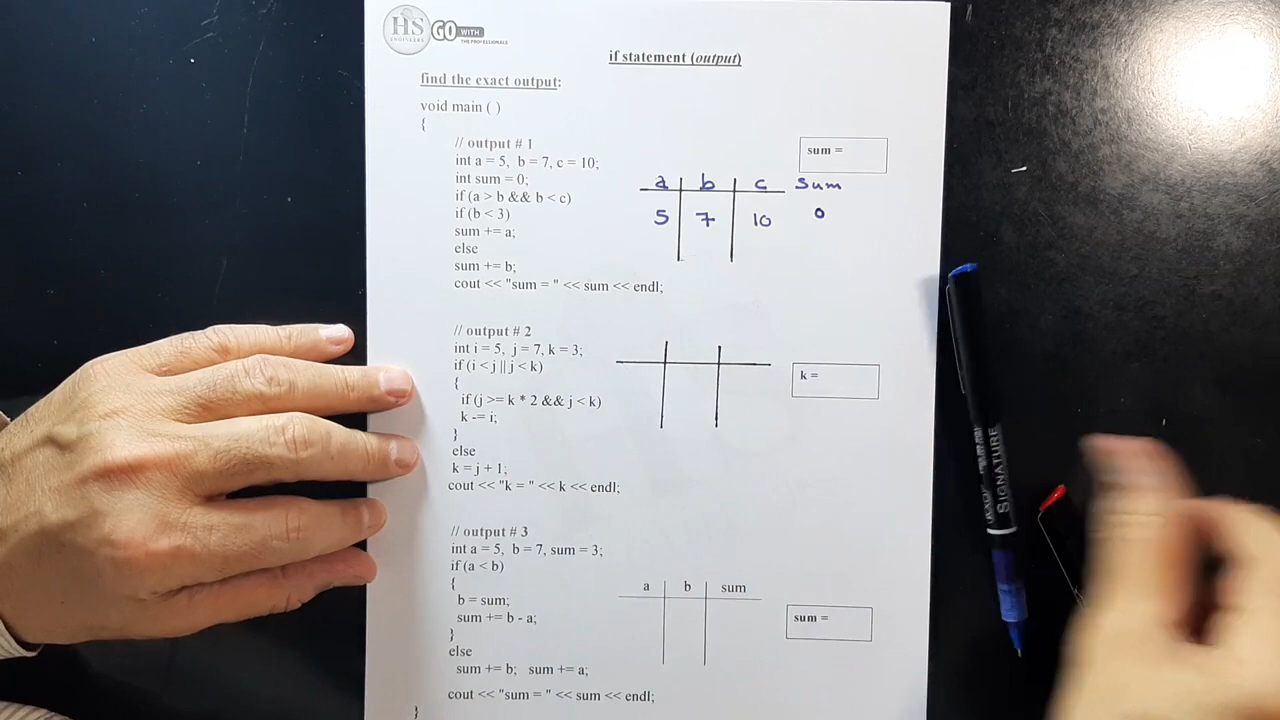 HS
ENGINEERS
GO WITH
THE PROFESSIONALS
if statement (output)
find the exact output:
void main ( )
{
// output # 1
int a = 5, b = 7, c = 10;
int sum = 0;
if (a > b && b < c)
if (b < 3)
sum += a;
else
sum += b;
cout << "sum = " << sum << endl;
sum =
a b c Sum
5 7 10 0
// output # 2
int i = 5, j = 7, k = 3;
if (i < j || j < k)
{
if (j >= k * 2 && j < k)
k -= i;
}
else
k = j + 1;
cout << "k = " << k << endl;
k =
// output # 3
int a = 5, b = 7, sum = 3;
if (a < b)
{
b = sum;
sum += b - a;
}
else
sum += b; sum += a;
cout << "sum = " << sum << endl;
}
a b sum
sum =
SIGNATURE